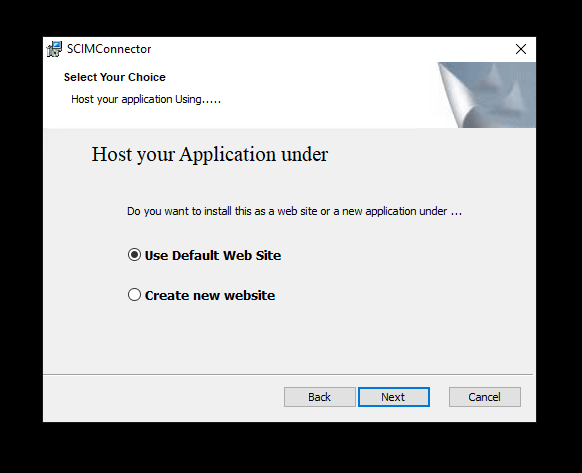 SCIMConnector
Select Your Choice
Host your application Using.....
Host your Application under
Do you want to install this as a web site or a new application under ...
Use Default Web Site
Create new website
Back Next Cancel